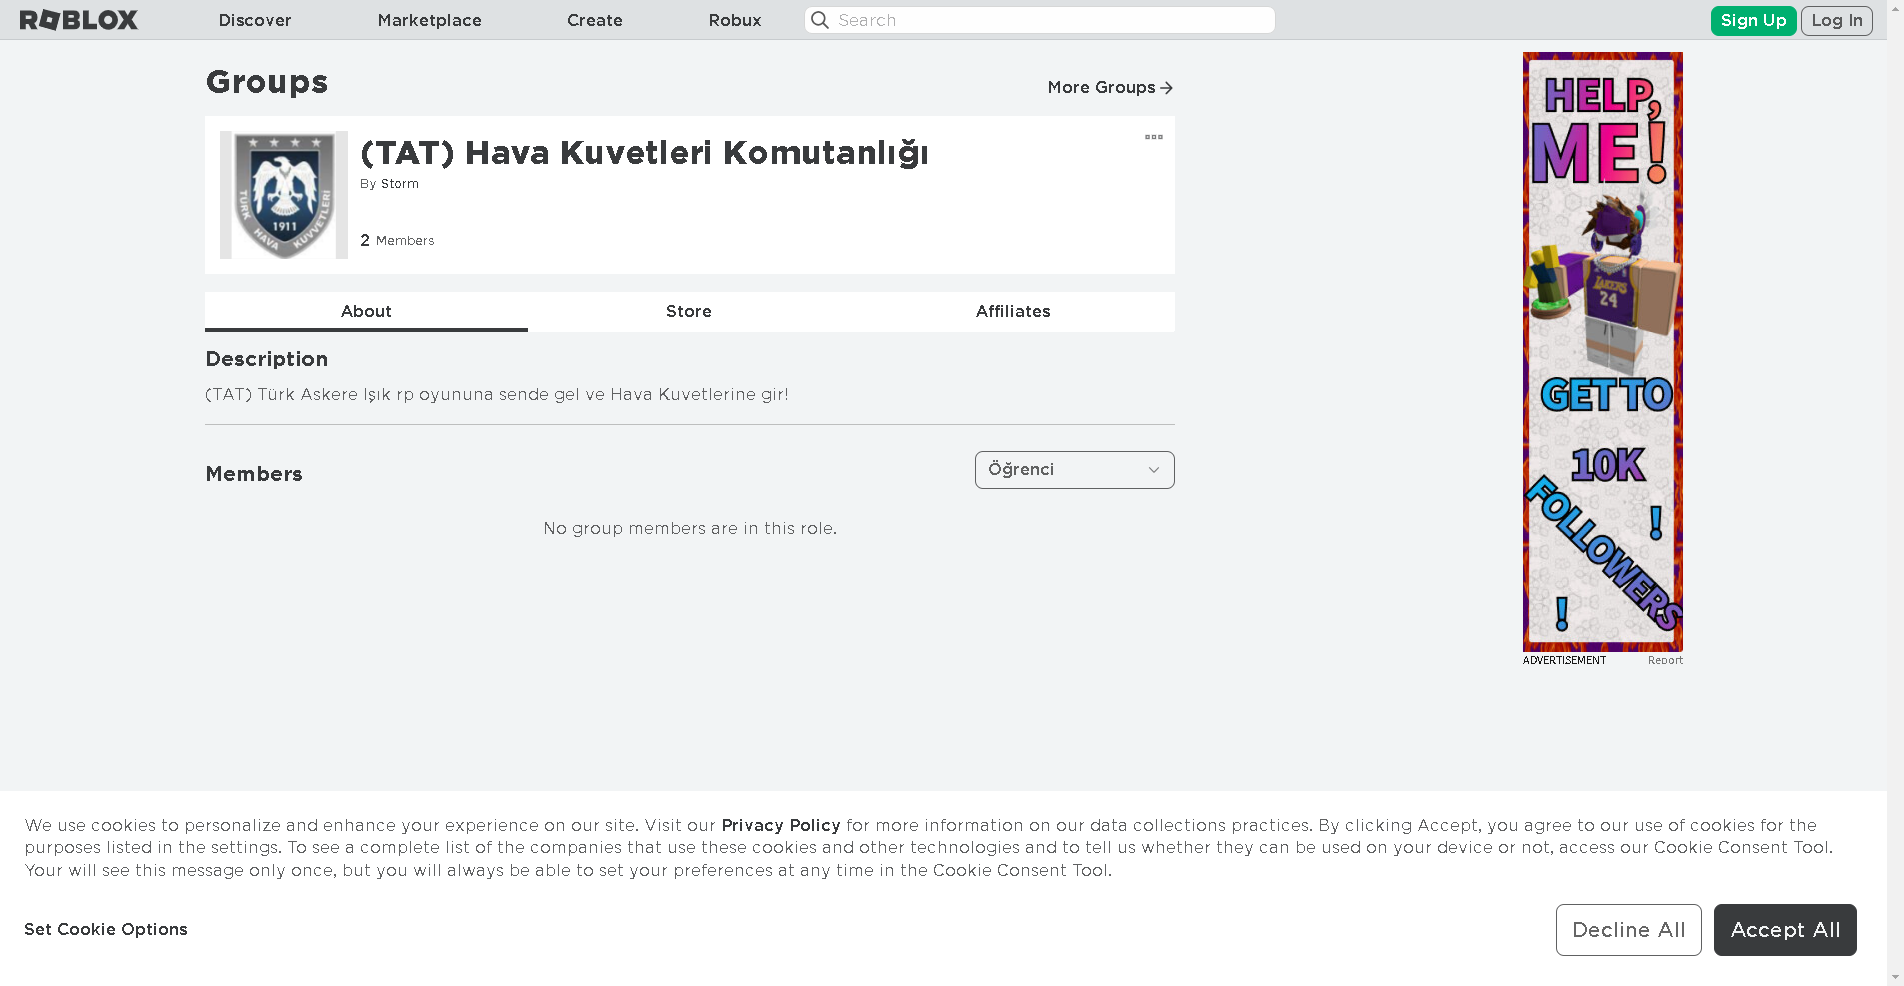 ROBLOX
Discover
Marketplace
Create
Robux
Search
Sign Up
Log In
Groups
More Groups
(TAT) Hava Kuvetleri Komutanlığı
By Storm
2 Members
TÜRK HAVA KUVVETLERİ
1911
About
Store
Affiliates
Description
(TAT) Türk Askere Işık rp oyununa sende gel ve Hava Kuvetlerine gir!
Members
Öğrenci
No group members are in this role.
HELP,
ME!
LAKERS
24
GET TO
10K
FOLLOWERS
!
!
ADVERTISEMENT
Report
We use cookies to personalize and enhance your experience on our site. Visit our Privacy Policy for more information on our data collections practices. By clicking Accept, you agree to our use of cookies for the
purposes listed in the settings. To see a complete list of the companies that use these cookies and other technologies and to tell us whether they can be used on your device or not, access our Cookie Consent Tool.
Your will see this message only once, but you will always be able to set your preferences at any time in the Cookie Consent Tool.
Set Cookie Options
Decline All
Accept All